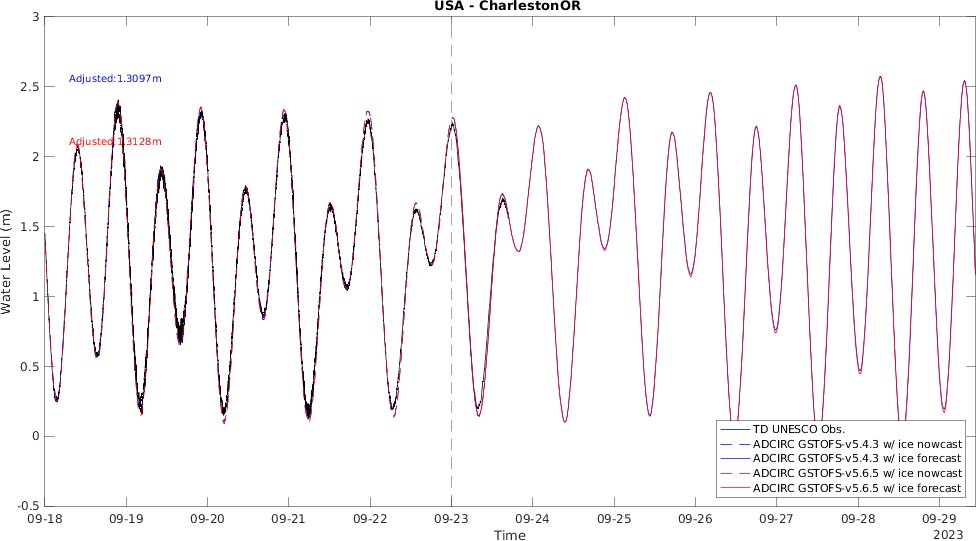 USA - CharlestonOR
3
2.5
2
1.5
1
0.5
0
-0.5
Water Level (m)
Adjusted:1.3097m
Adjusted:1.3128m
TD UNESCO Obs.
ADCIRC GSTOFS-v5.4.3 w/ ice nowcast
ADCIRC GSTOFS-v5.4.3 w/ ice forecast
ADCIRC GSTOFS-v5.6.5 w/ ice nowcast
ADCIRC GSTOFS-v5.6.5 w/ ice forecast
09-18 09-19 09-20 09-21 09-22 09-23 09-24 09-25 09-26 09-27 09-28 09-29
Time
2023